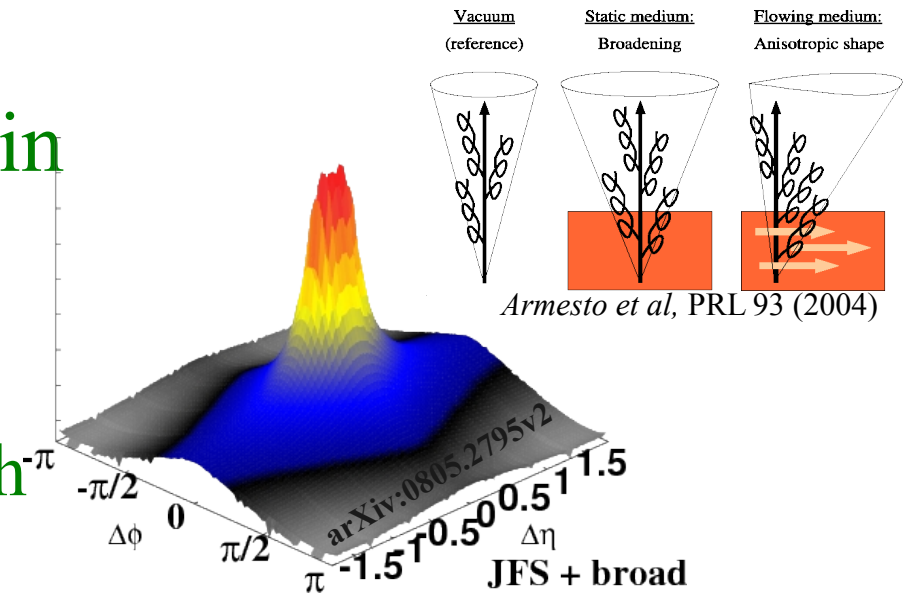 Vacuum
(reference)
Static medium:
Broadening
Flowing medium:
Anisotropic shape
in
Armesto et al, PRL 93 (2004)
h
-π
-π/2
0
π/2
π
Δφ
-1.5
-1
-0.5
0
0.5
1
1.5
Δη
arXiv:0805.2795v2
JFS + broad